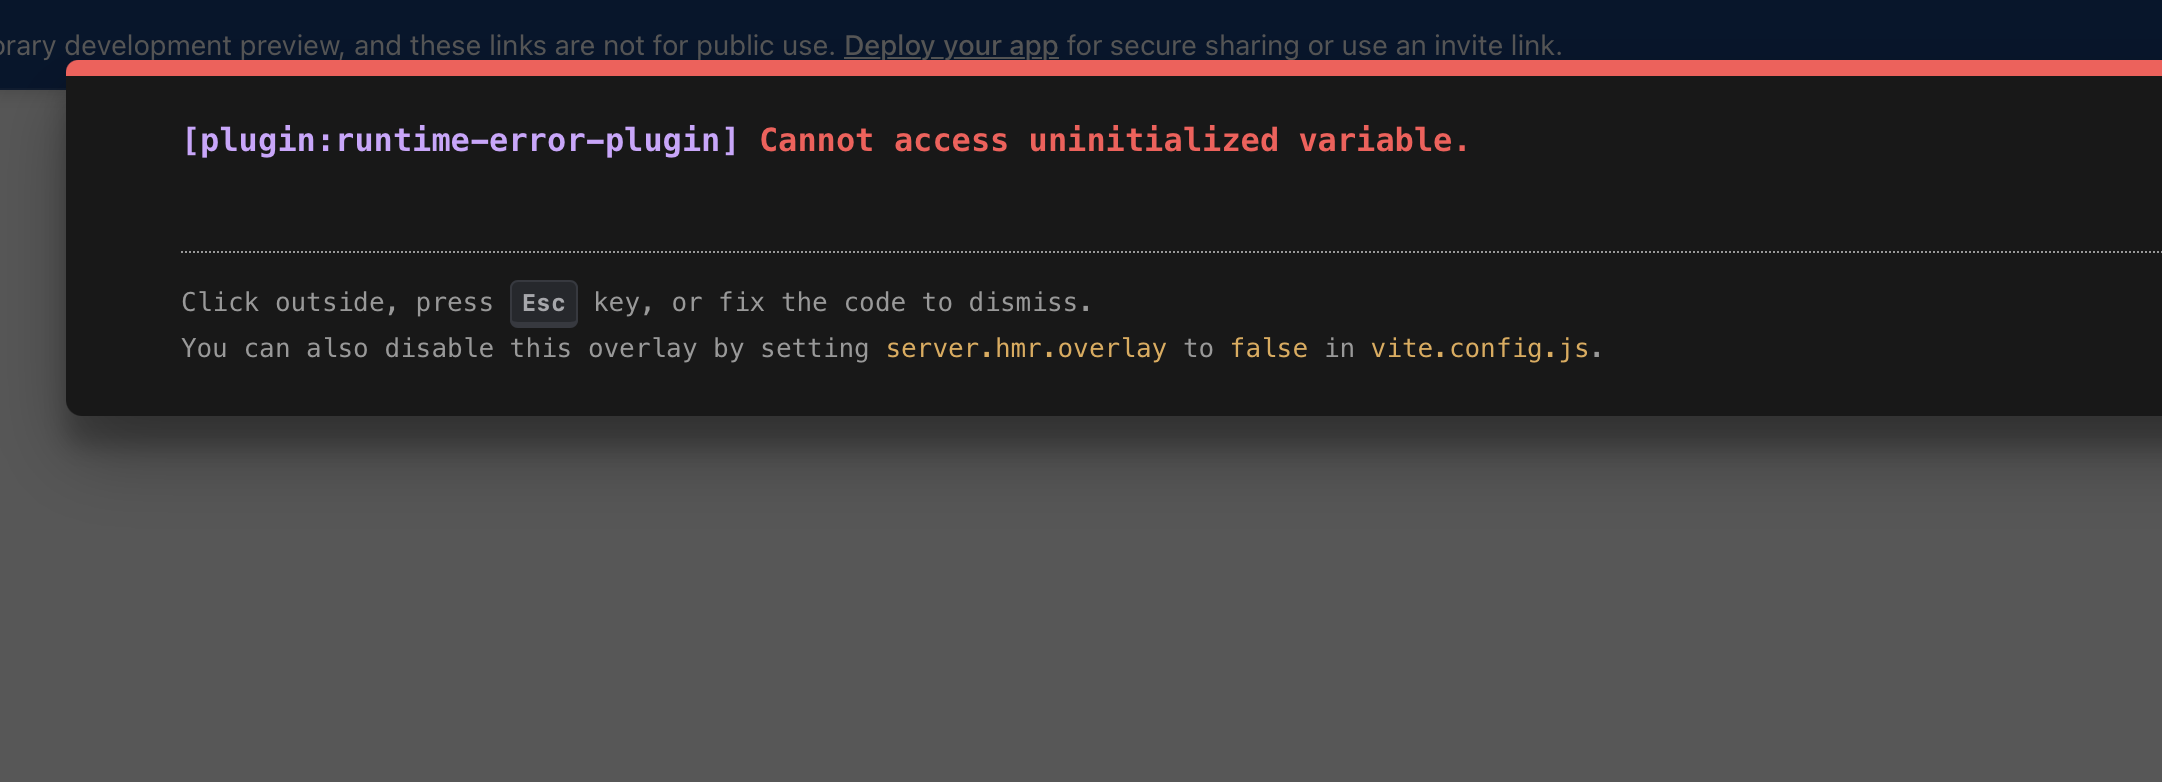 development preview, and these links are not for public use. Deploy your app for secure sharing or use an invite link.
[plugin:runtime-error-plugin] Cannot access uninitialized variable.
Click outside, press Esc key, or fix the code to dismiss.
You can also disable this overlay by setting server.hmr.overlay to false in vite.config.js.